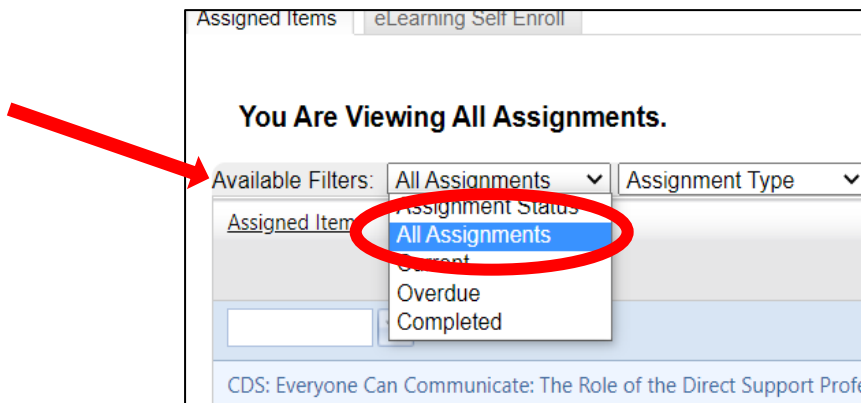 Assigned Items eLearning Self Enroll
You Are Viewing All Assignments.
Available Filters: All Assignments Assignment Type
Assignment Status
Assigned Item
All Assignments
Current
Overdue
Completed
CDS: Everyone Can Communicate: The Role of the Direct Support Profe